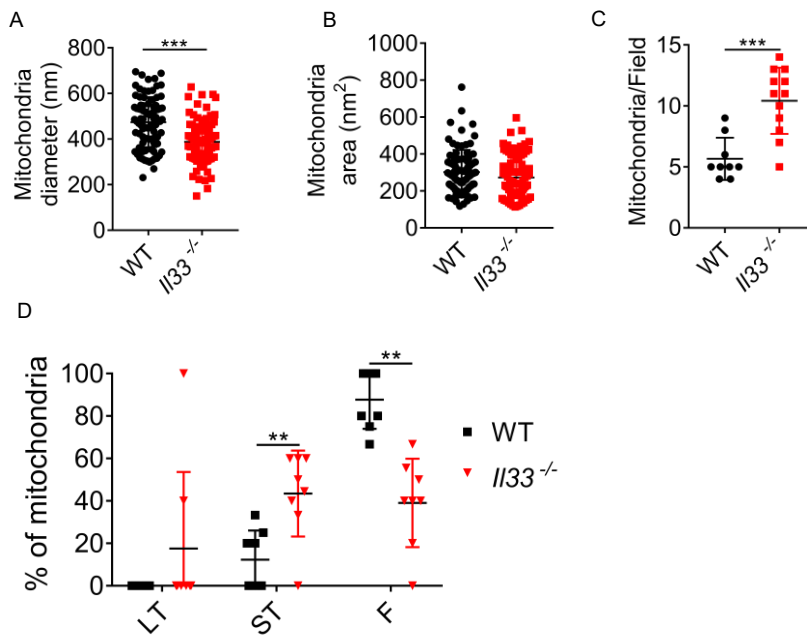 A
Mitochondria
diameter (nm)
800
600
400
200
0
***
WT
Il33 -/-
B
Mitochondria
area (nm2)
1000
800
600
400
200
0
WT
Il33 -/-
C
Mitochondria/Field
15
10
5
0
***
WT
Il33 -/-
D
% of mitochondria
100
80
60
40
20
0
**
**
LT
ST
F
WT
Il33 -/-